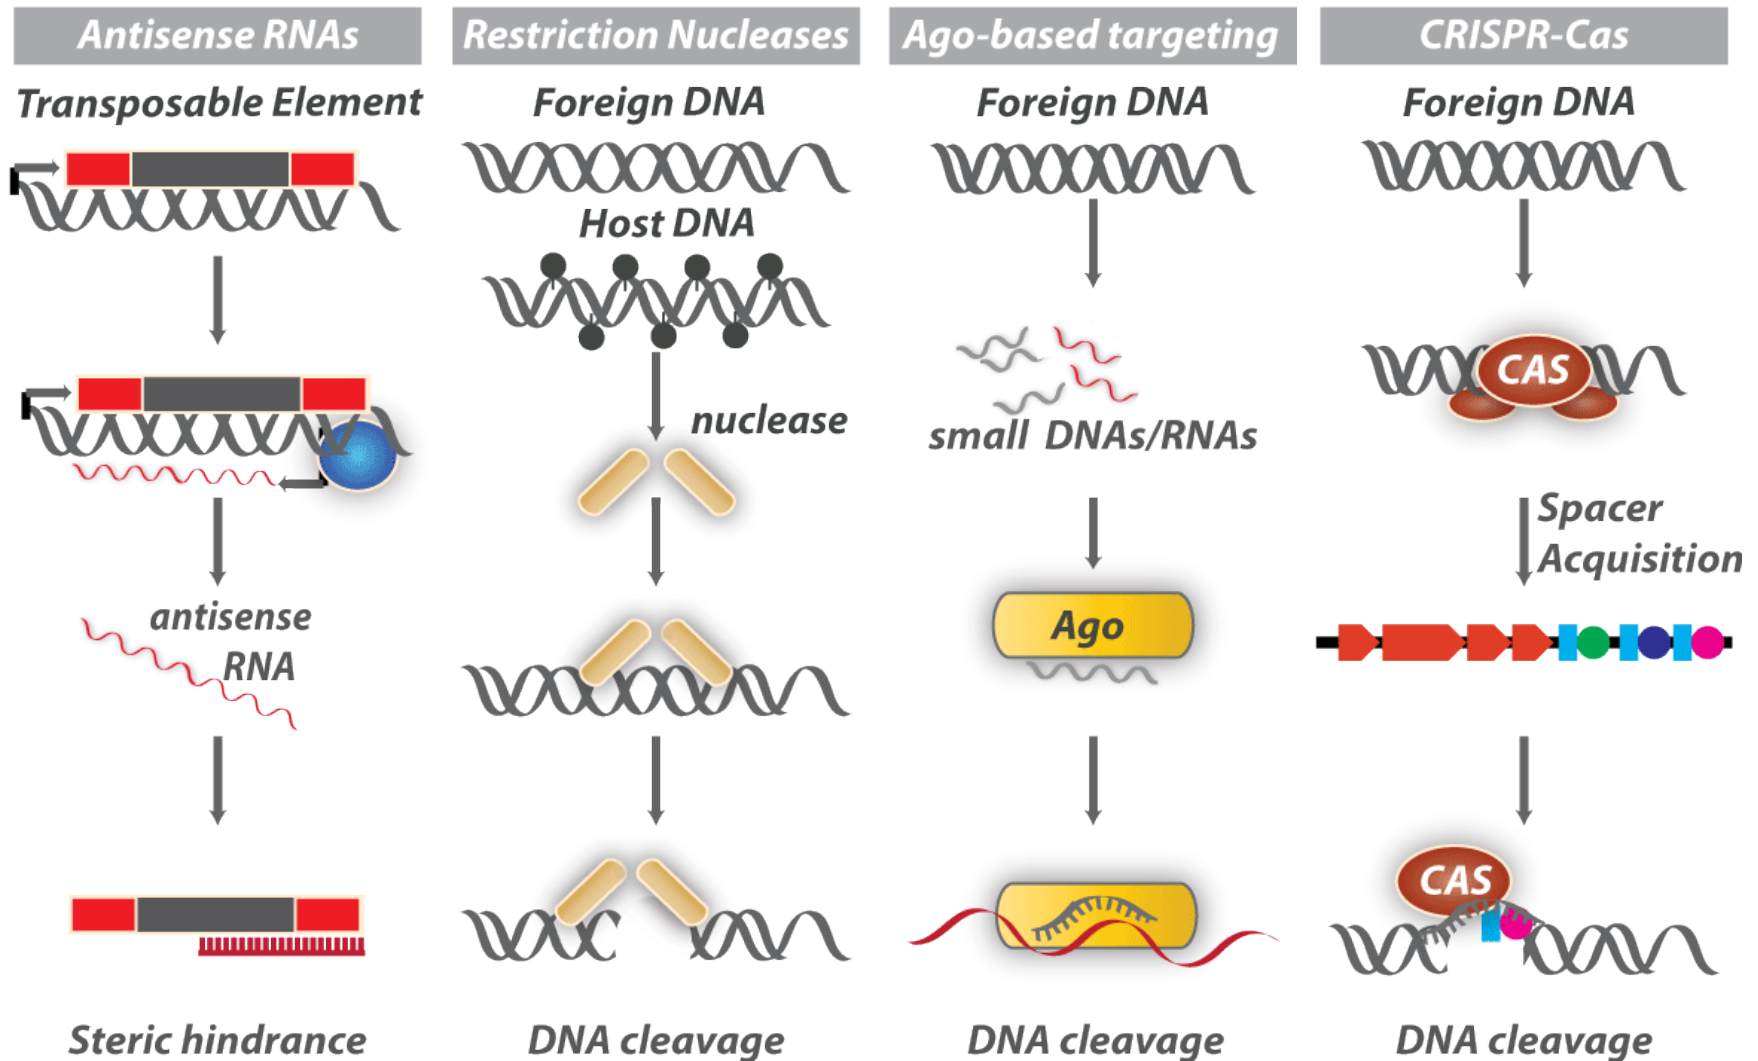 Antisense RNAs
Transposable Element
antisense
RNA
Steric hindrance
Restriction Nucleases
Foreign DNA
Host DNA
nuclease
DNA cleavage
Ago-based targeting
Foreign DNA
small DNAs/RNAs
Ago
DNA cleavage
CRISPR-Cas
Foreign DNA
CAS
Spacer
Acquisition
CAS
DNA cleavage